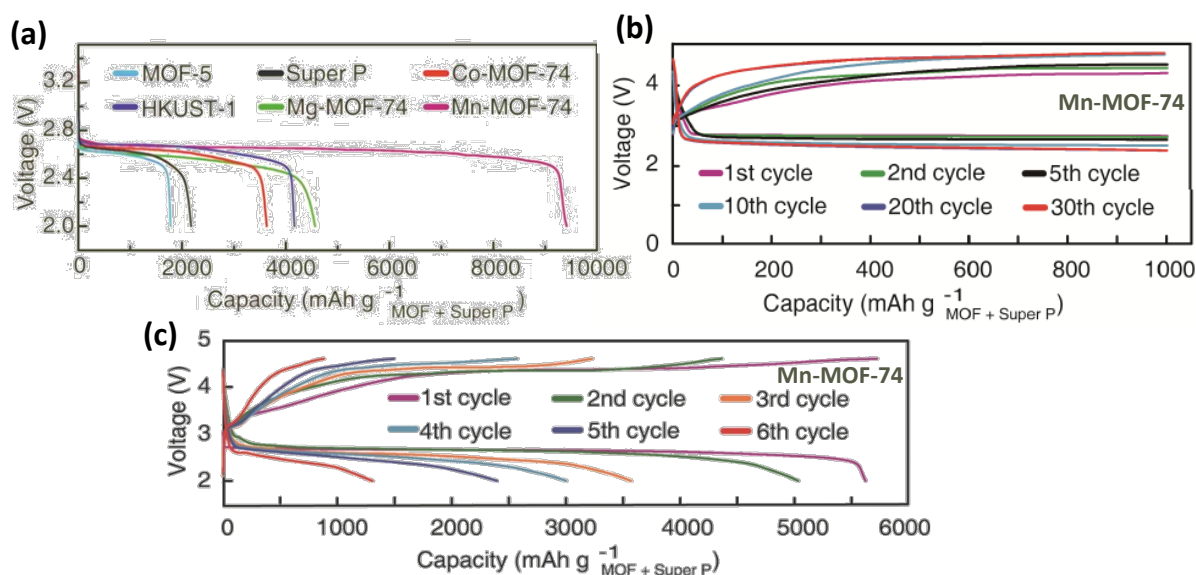 (a)
MOF-5 Super P Co-MOF-74
HKUST-1 Mg-MOF-74 Mn-MOF-74
Voltage (V)
3.2
2.8
2.4
2.0
0 2000 4000 6000 8000 10000
Capacity (mAh g⁻¹ MOF + Super P)
(b)
Voltage (V)
4
2
0
Mn-MOF-74
1st cycle 2nd cycle 5th cycle
10th cycle 20th cycle 30th cycle
0 200 400 600 800 1000
Capacity (mAh g⁻¹ MOF + Super P)
(c)
Voltage (V)
5
4
3
2
Mn-MOF-74
1st cycle 2nd cycle 3rd cycle
4th cycle 5th cycle 6th cycle
0 1000 2000 3000 4000 5000 6000
Capacity (mAh g⁻¹ MOF + Super P)